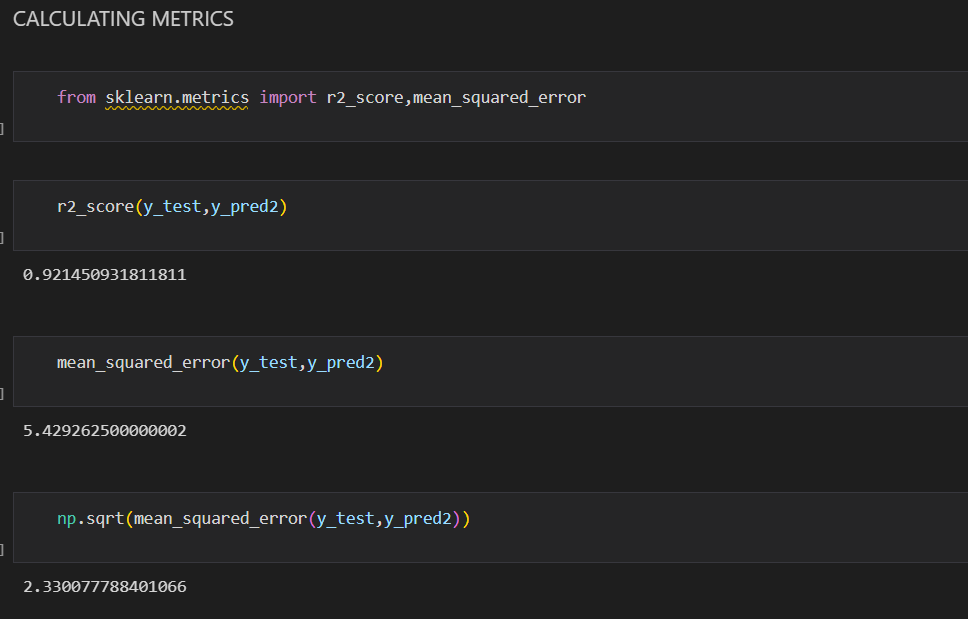 CALCULATING METRICS
from sklearn.metrics import r2_score,mean_squared_error
]
r2_score(y_test,y_pred2)
]
0.921450931811811
mean_squared_error(y_test,y_pred2)
]
5.429262500000002
np.sqrt(mean_squared_error(y_test,y_pred2))
]
2.330077788401066